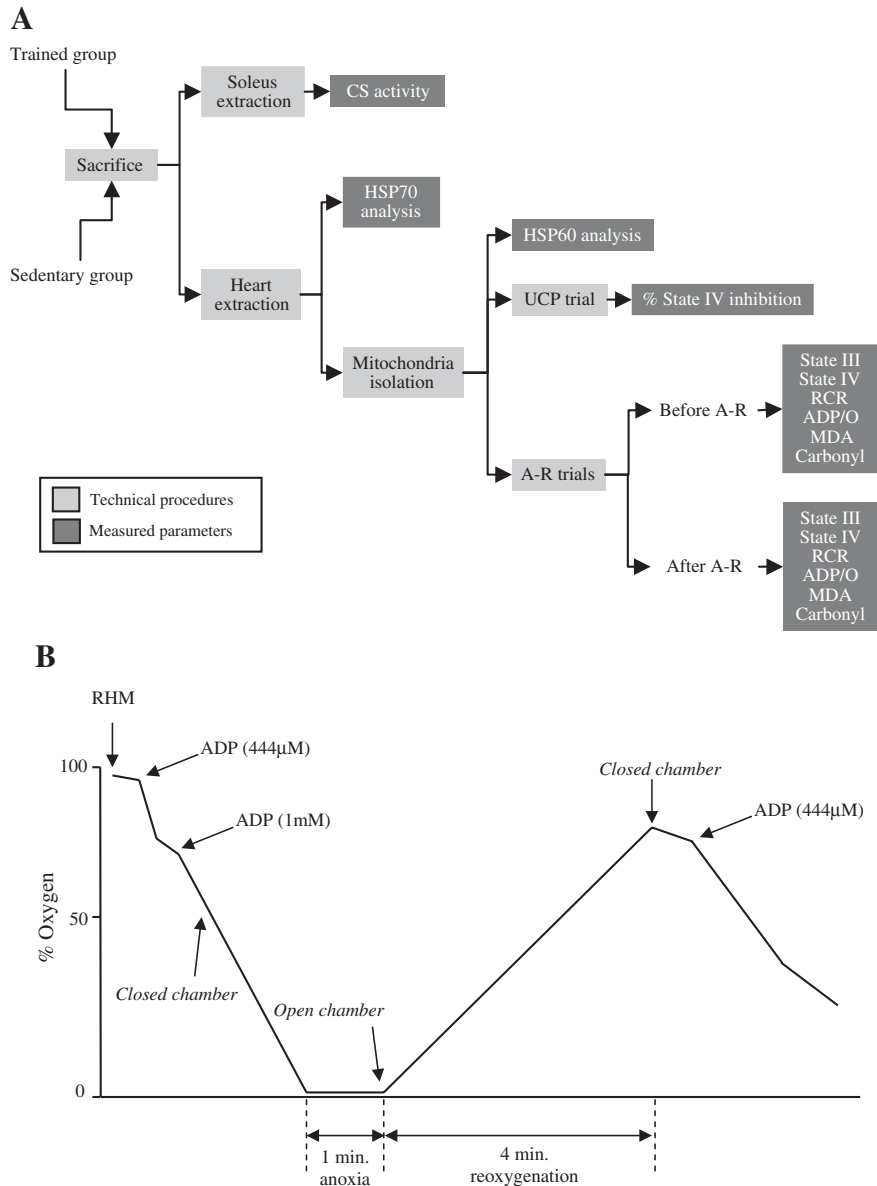 A
Trained group
Soleus
extraction
CS activity
Sacrifice
HSP70
analysis
HSP60 analysis
Sedentary group
Heart
extraction
UCP trial
% State IV inhibition
Mitochondria
isolation
State III
State IV
RCR
ADP/O
MDA
Carbonyl
Before A-R
A-R trials
Technical procedures
Measured parameters
After A-R
State III
State IV
RCR
ADP/O
MDA
Carbonyl
B
RHM
ADP (444µM)
100
Closed chamber
ADP (1mM)
ADP (444µM)
50
% Oxygen
Closed chamber
Open chamber
0
1 min.
anoxia
4 min.
reoxygenation